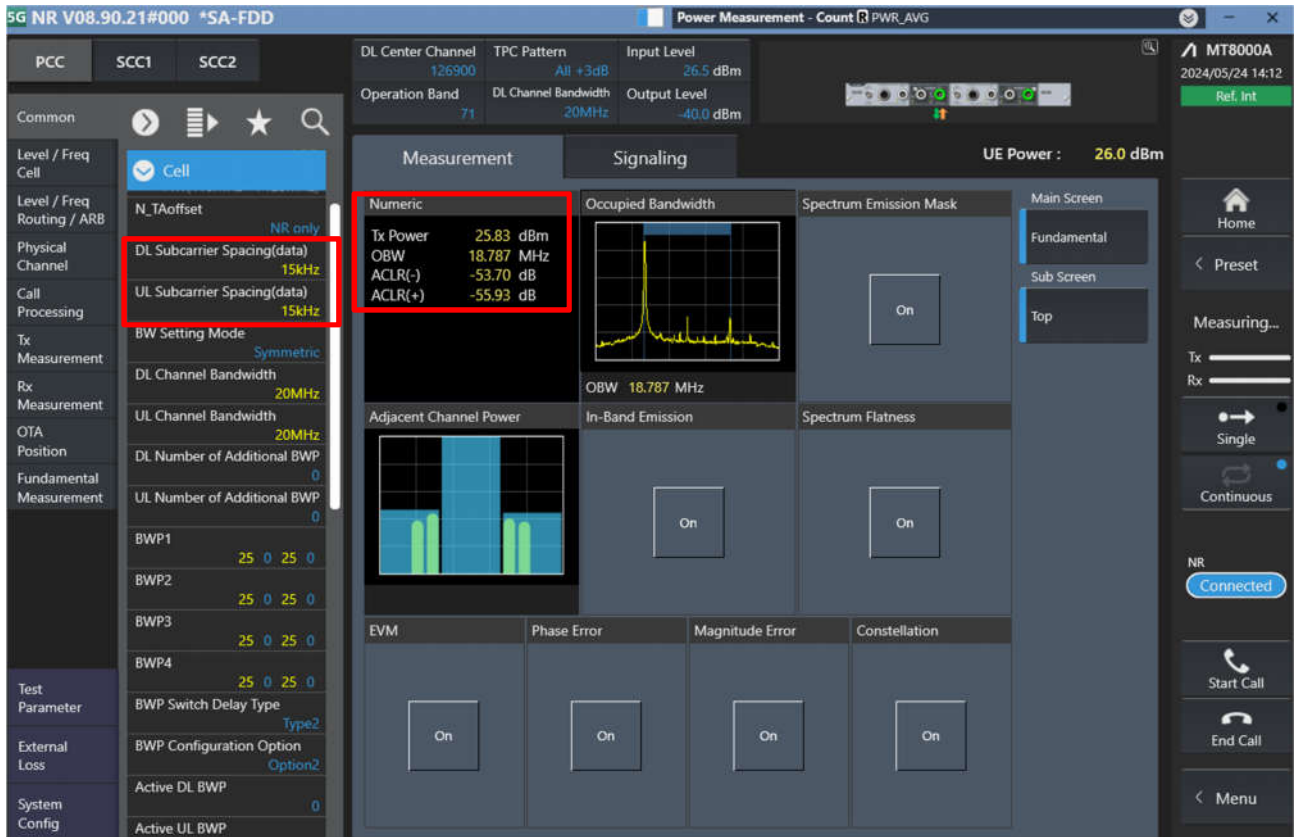 5G NR V08.90.21#000 *SA-FDD
Power Measurement - Count R PWR_AVG
PCC SCC1 SCC2
DL Center Channel
126900
TPC Pattern
All +3dB
Input Level
26.5 dBm
Operation Band
71
DL Channel Bandwidth
20MHz
Output Level
-40.0 dBm
MT8000A
2024/05/24 14:12
Ref. Int
Common
Level / Freq
Cell
Level / Freq
Routing / ARB
Physical
Channel
Call
Processing
Tx
Measurement
Rx
Measurement
OTA
Position
Fundamental
Measurement
Test
Parameter
External
Loss
System
Config
Cell
N_TAoffset
NR only
DL Subcarrier Spacing(data)
15kHz
UL Subcarrier Spacing(data)
15kHz
BW Setting Mode
Symmetric
DL Channel Bandwidth
20MHz
UL Channel Bandwidth
20MHz
DL Number of Additional BWP
0
UL Number of Additional BWP
0
BWP1
25 0 25 0
BWP2
25 0 25 0
BWP3
25 0 25 0
BWP4
25 0 25 0
BWP Switch Delay Type
Type2
BWP Configuration Option
Option2
Active DL BWP
0
Active UL BWP
Measurement Signaling
UE Power : 26.0 dBm
Numeric
Tx Power 25.83 dBm
OBW 18.787 MHz
ACLR(-) -53.70 dB
ACLR(+) -55.93 dB
Occupied Bandwidth
OBW 18.787 MHz
Spectrum Emission Mask
On
Adjacent Channel Power
In-Band Emission
On
Spectrum Flatness
On
EVM
On
Phase Error
On
Magnitude Error
On
Constellation
On
Main Screen
Fundamental
Sub Screen
Top
Home
< Preset
Measuring...
Tx
Rx
Single
Continuous
NR
Connected
Start Call
End Call
< Menu